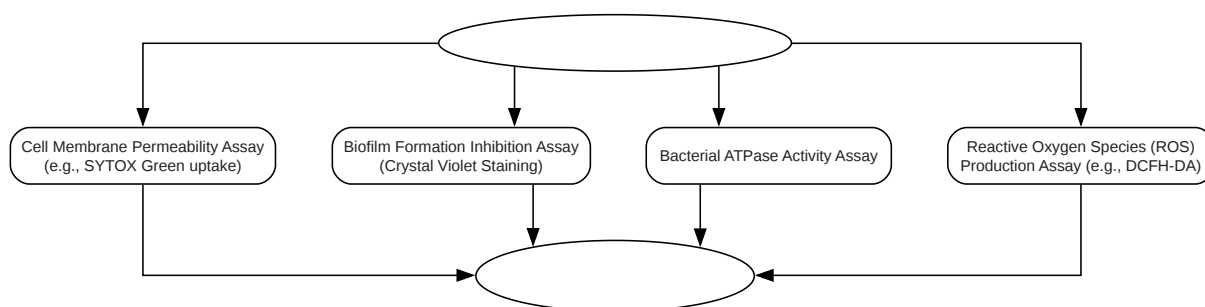 Cell Membrane Permeability Assay
(e.g., SYTOX Green uptake)
Biofilm Formation Inhibition Assay
(Crystal Violet Staining)
Bacterial ATPase Activity Assay
Reactive Oxygen Species (ROS)
Production Assay (e.g., DCFH-DA)